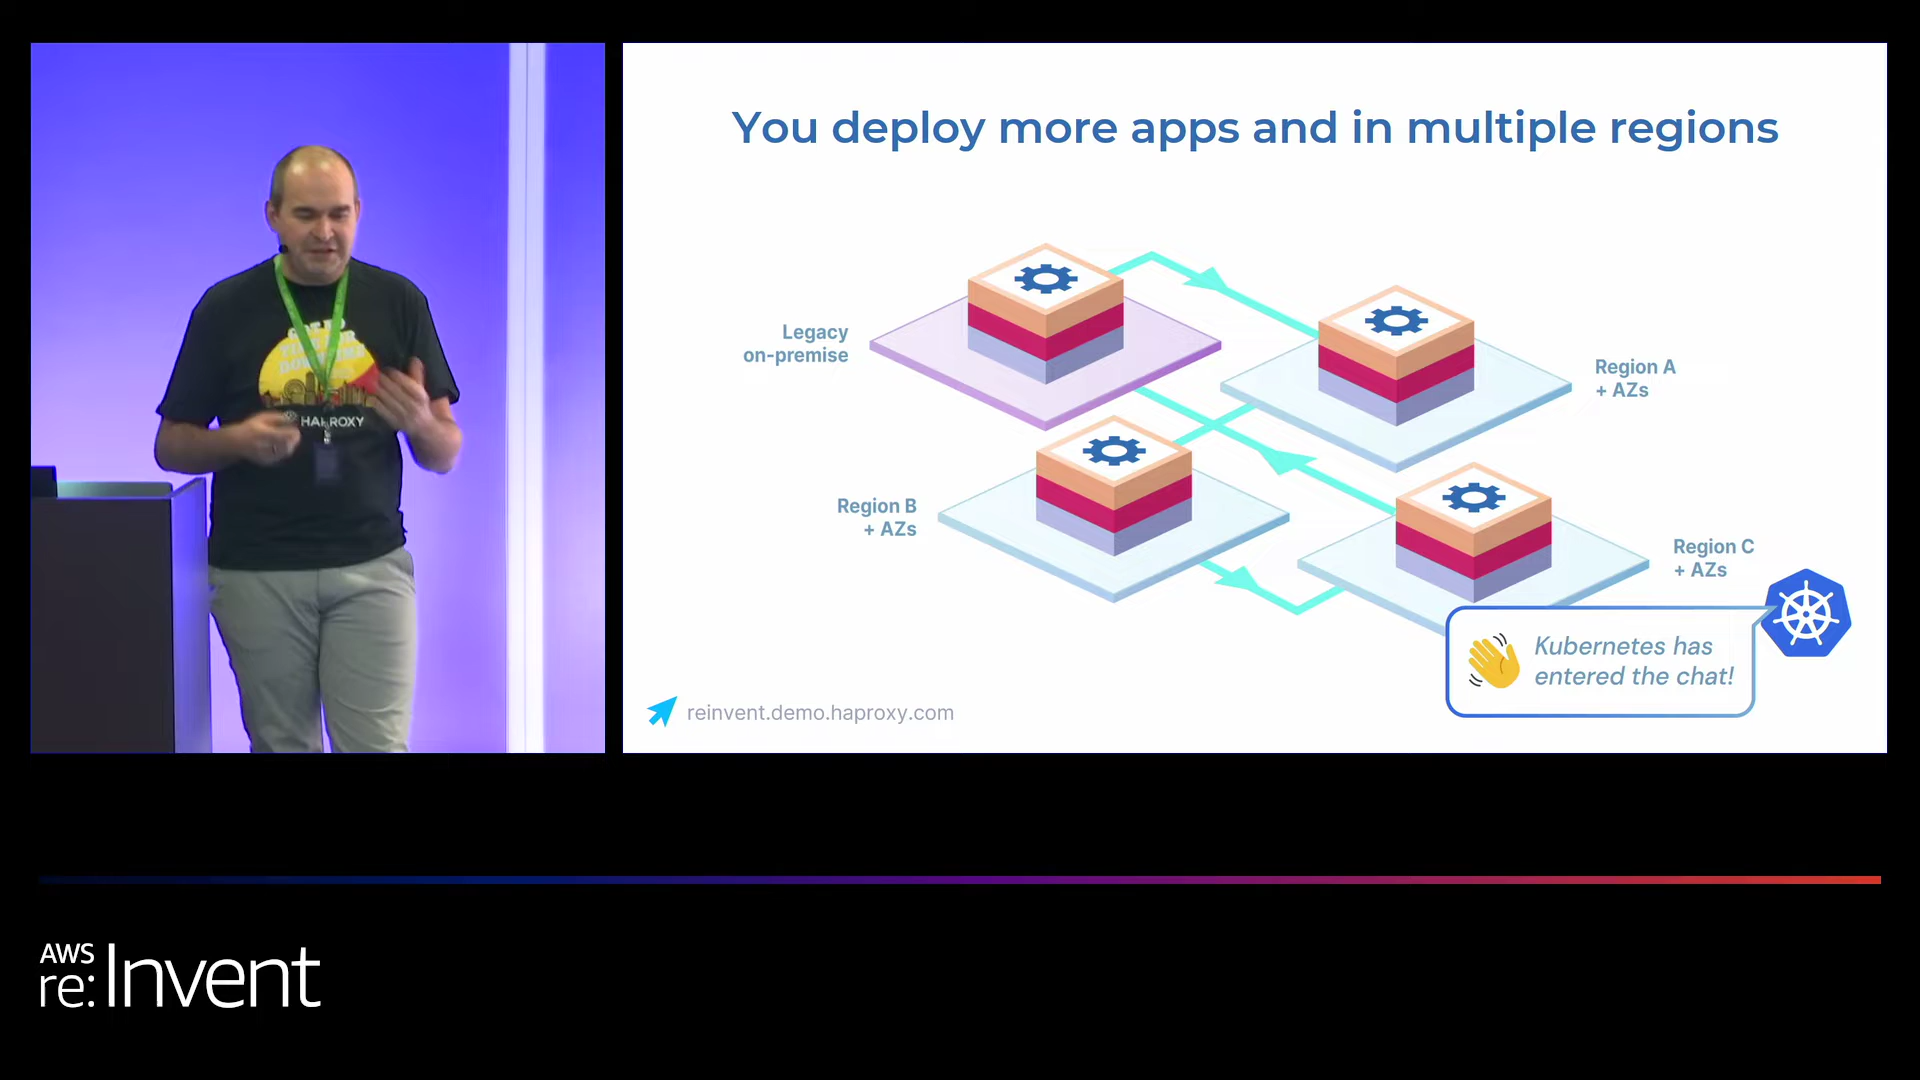 You deploy more apps and in multiple regions
Legacy
on-premise
Region A
+ AZs
Region B
+ AZs
Region C
+ AZs
Kubernetes has
entered the chat!
reinvent.demo.haproxy.com
HAPROXY
AWS
re:Invent